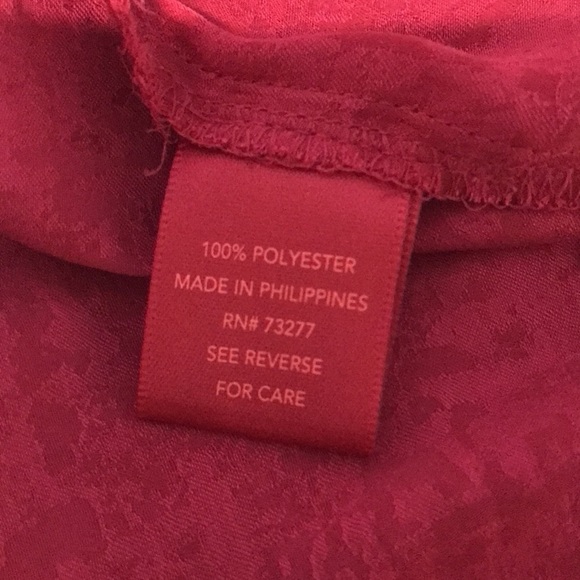 100% POLYESTER
MADE IN PHILIPPINES
RN# 73277
SEE REVERSE
FOR CARE